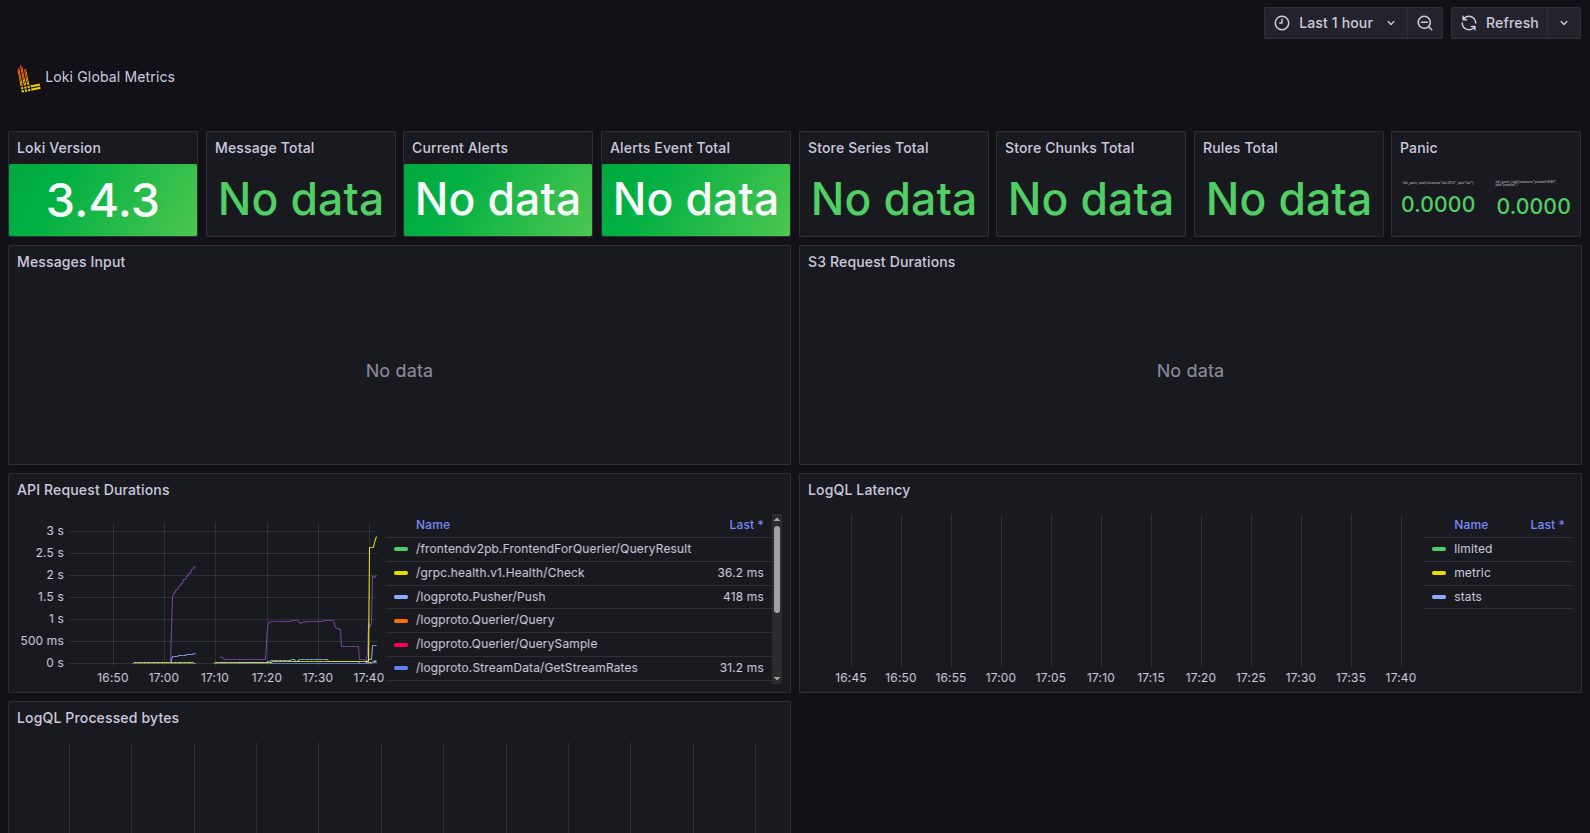 Last 1 hour
Refresh
Loki Global Metrics
Loki Version
Message Total
Current Alerts
Alerts Event Total
Store Series Total
Store Chunks Total
Rules Total
Panic
3.4.3
No data
No data
No data
No data
No data
No data
0.0000
0.0000
Messages Input
No data
S3 Request Durations
No data
API Request Durations
3 s
2.5 s
2 s
1.5 s
1 s
500 ms
0 s
16:50 17:00 17:10 17:20 17:30 17:40
Name Last *
/frontendv2pb.FrontendForQuerier/QueryResult
/grpc.health.v1.Health/Check 36.2 ms
/logproto.Pusher/Push 418 ms
/logproto.Querier/Query
/logproto.Querier/QuerySample
/logproto.StreamData/GetStreamRates 31.2 ms
LogQL Latency
16:45 16:50 16:55 17:00 17:05 17:10 17:15 17:20 17:25 17:30 17:35 17:40
Name Last *
limited
metric
stats
LogQL Processed bytes